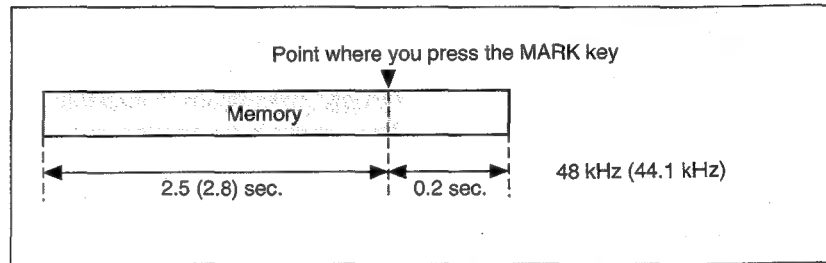 Point where you press the MARK key
Memory
2.5 (2.8) sec.
0.2 sec.
48 kHz (44.1 kHz)